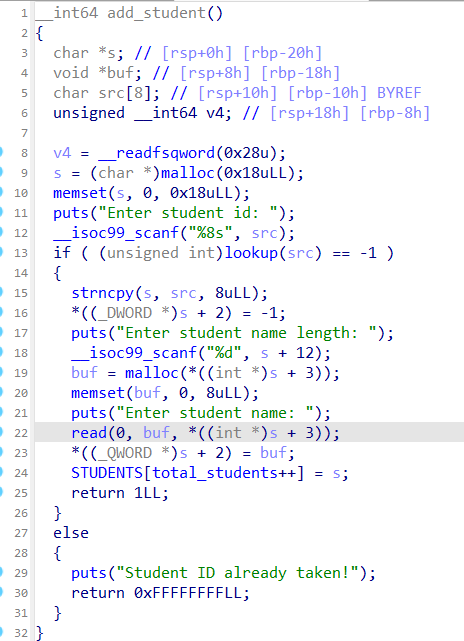 1 __int64 add_student()
2 {
3   char *s; // [rsp+0h] [rbp-20h]
4   void *buf; // [rsp+8h] [rbp-18h]
5   char src[8]; // [rsp+10h] [rbp-10h] BYREF
6   unsigned __int64 v4; // [rsp+18h] [rbp-8h]
7
8   v4 = __readfsqword(0x28u);
9   s = (char *)malloc(0x18uLL);
10   memset(s, 0, 0x18uLL);
11   puts("Enter student id: ");
12   __isoc99_scanf("%8s", src);
13   if ( (unsigned int)lookup(src) == -1 )
14   {
15     strncpy(s, src, 8uLL);
16     *((_DWORD *)s + 2) = -1;
17     puts("Enter student name length: ");
18     __isoc99_scanf("%d", s + 12);
19     buf = malloc(*((int *)s + 3));
20     memset(buf, 0, 8uLL);
21     puts("Enter student name: ");
22     read(0, buf, *((int *)s + 3));
23     *((_QWORD *)s + 2) = buf;
24     STUDENTS[total_students++] = s;
25     return 1LL;
26   }
27   else
28   {
29     puts("Student ID already taken!");
30     return 0xFFFFFFFFLL;
31   }
32 }